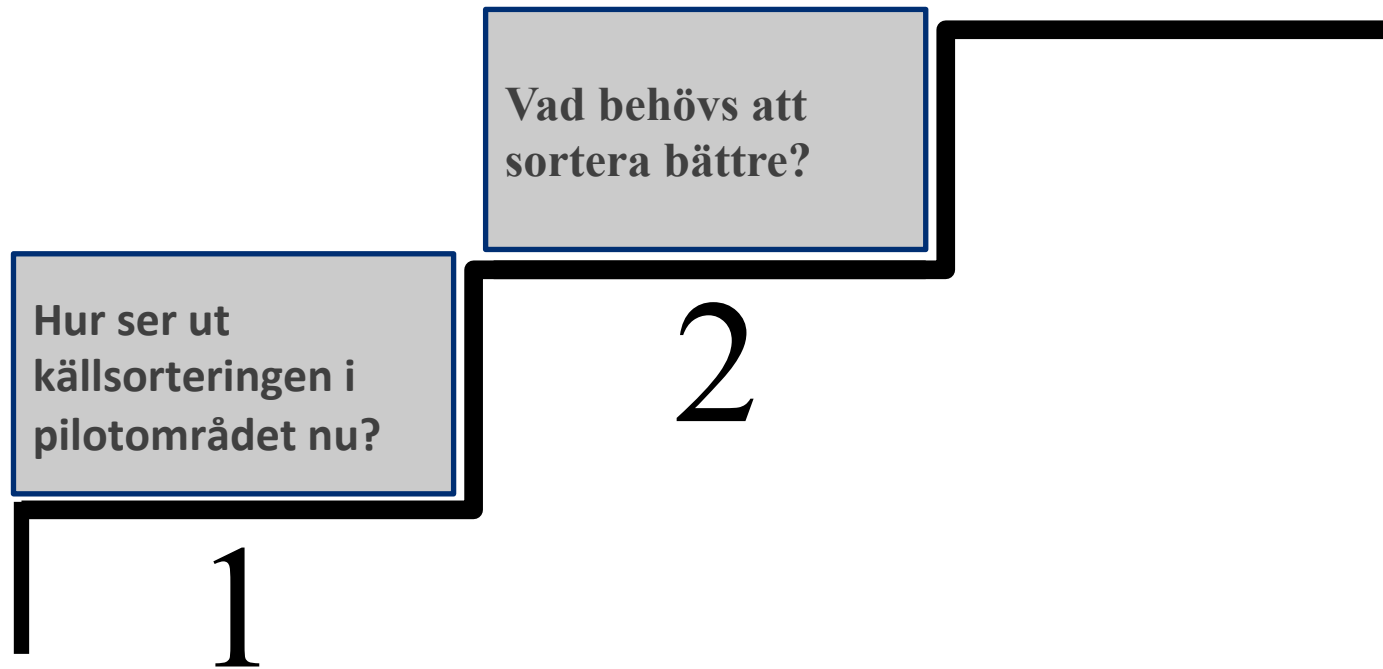 Vad behövs att
sortera bättre?
Hur ser ut
källsorteringen i
pilotområdet nu?
2
1